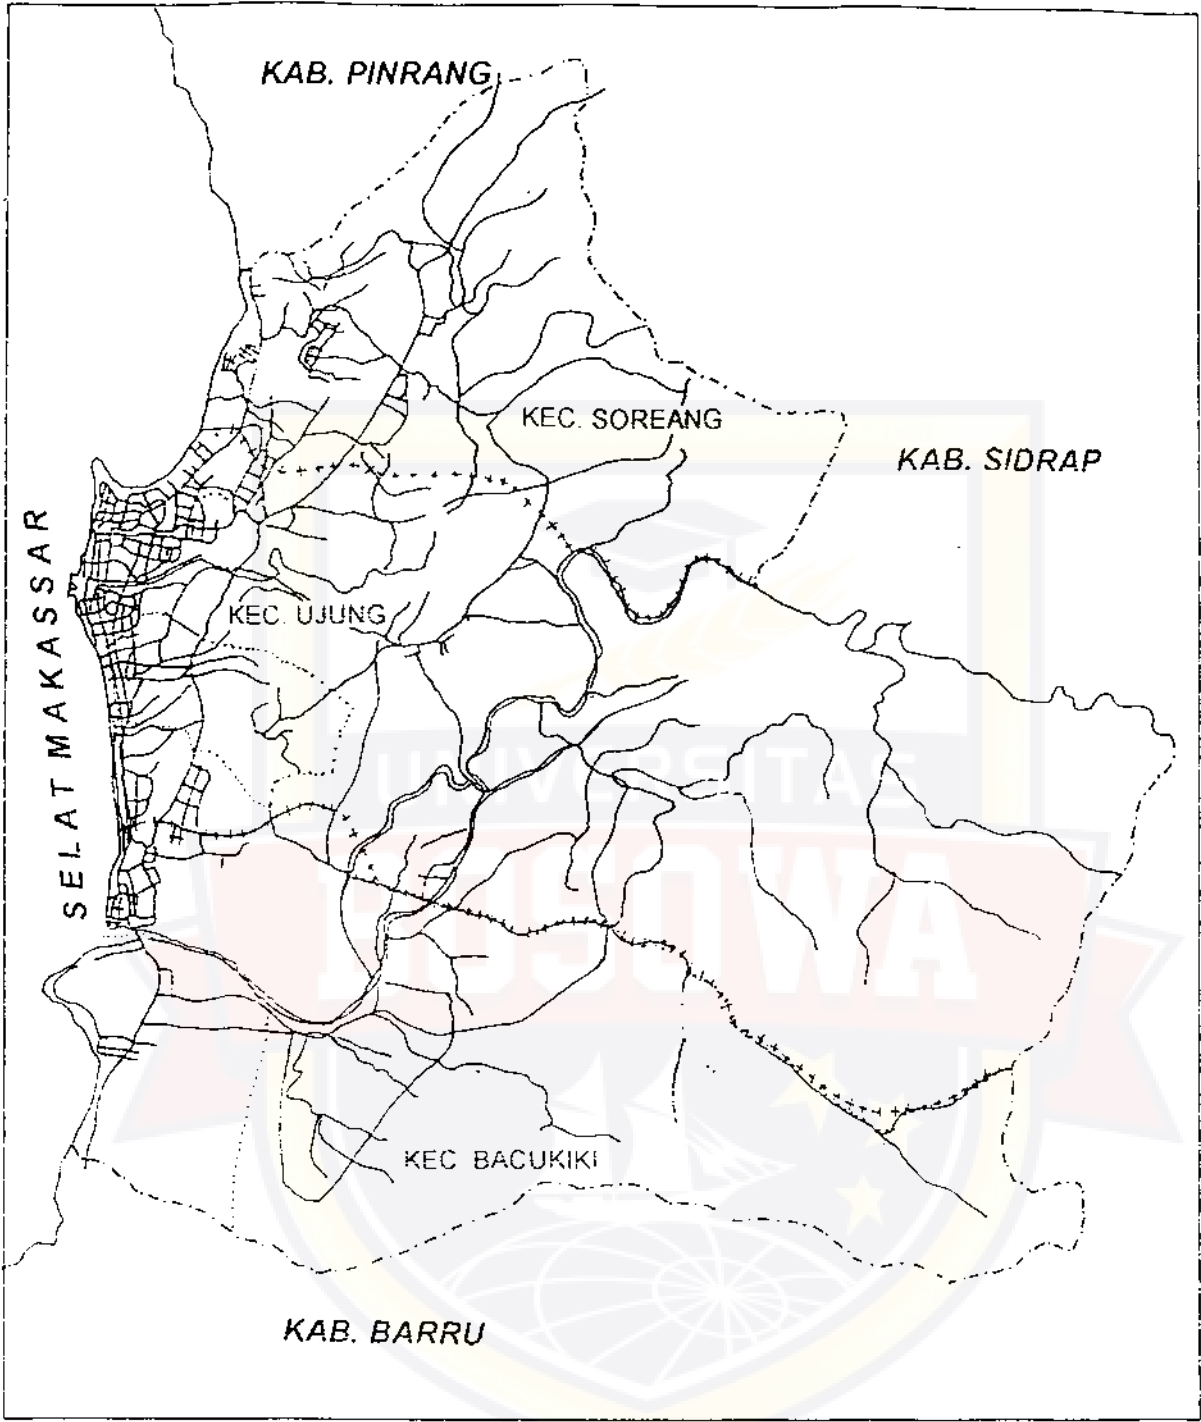 KAB. PINRANG
KEC. SOREANG
KAB. SIDRAP
SELAT MAKASSAR
KEC. UJUNG
UNIVERSITAS
BOSOWA
KEC BACUKIKI
KAB. BARRU